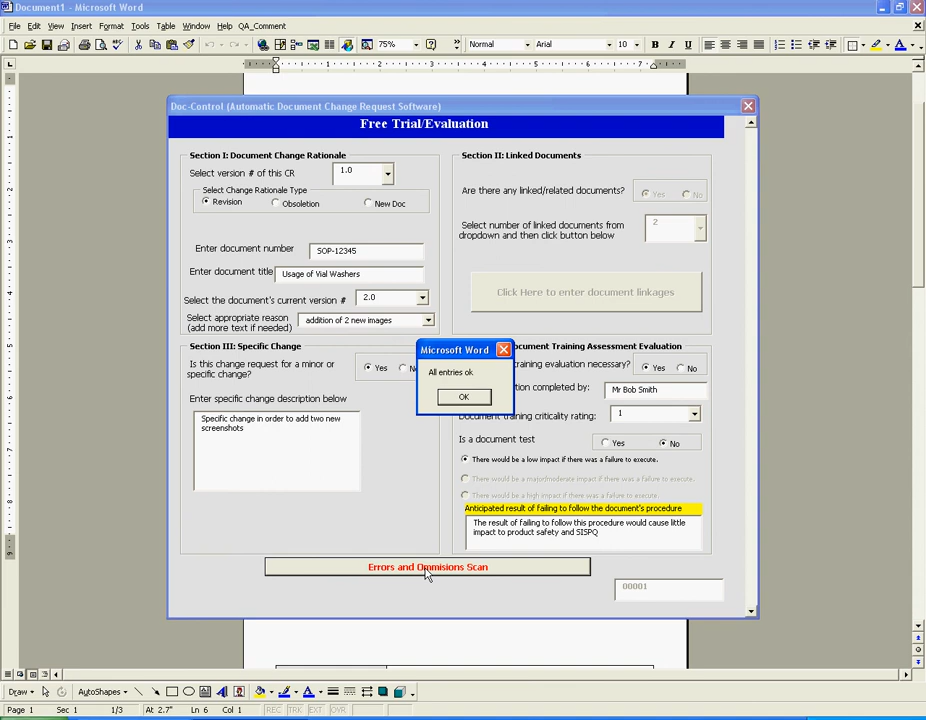 Document1 - Microsoft Word
File Edit View Insert Format Tools Table Window Help QA_Comment
75% Normal Arial 10 B I U
1 2 3 4 5 6 7
Doc-Control (Automatic Document Change Request Software)
Free Trial/Evaluation
Section I: Document Change Rationale
Select version # of this CR 1.0
Select Change Rationale Type
Revision Obsoletion New Doc
Enter document number SOP-12345
Enter document title Usage of Vial Washers
Select the document's current version # 2.0
Select appropriate reason
(add more text if needed) addition of 2 new images
Section II: Linked Documents
Are there any linked/related documents? Yes No
Select number of linked documents from
dropdown and then click button below 2
Click Here to enter document linkages
Section III: Specific Change
Is this change request for a minor or
specific change? Yes
Enter specific change description below
Specific change in order to add two new
screenshots
Microsoft Word
All entries ok
OK
ocument Training Assessment Evaluation
training evaluation necessary? Yes No
ion completed by: Mr Bob Smith
Document training criticality rating: 1
Is a document test Yes No
There would be a low impact if there was a failure to execute.
There would be a major/moderate impact if there was a failure to execute.
There would be a high impact if there was a failure to execute.
Anticipated result of failing to follow the document's procedure
The result of failing to follow this procedure would cause little
impact to product safety and SISPQ
Errors and Ommisions Scan
00001
Draw AutoShapes
Page 1 Sec 1 1/3 At 2.7" Ln 6 Col 1 REC TRK EXT OVR